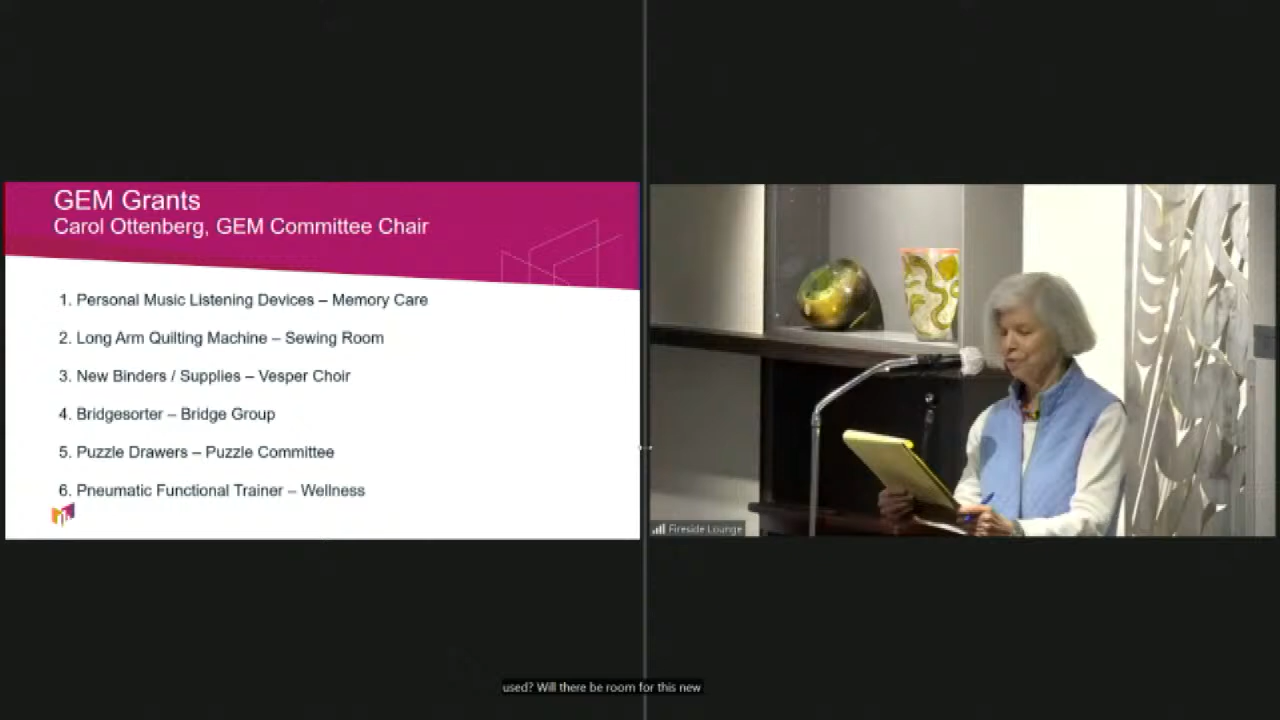 GEM Grants
Carol Ottenberg, GEM Committee Chair
1. Personal Music Listening Devices – Memory Care
2. Long Arm Quilting Machine – Sewing Room
3. New Binders / Supplies – Vesper Choir
4. Bridgesorter – Bridge Group
5. Puzzle Drawers – Puzzle Committee
6. Pneumatic Functional Trainer – Wellness
Fireside Lounge
used? Will there be room for this new